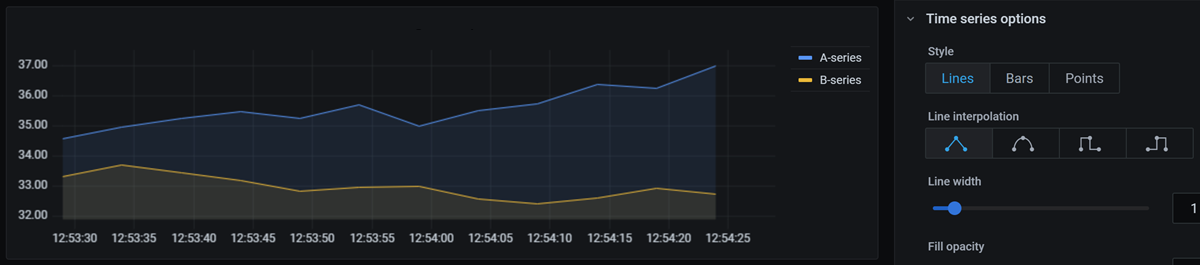 37.00
36.00
35.00
34.00
33.00
32.00
12:53:30 12:53:35 12:53:40 12:53:45 12:53:50 12:53:55 12:54:00 12:54:05 12:54:10 12:54:15 12:54:20 12:54:25
A-series
B-series
Time series options
Style
Lines Bars Points
Line interpolation
Line width
1
Fill opacity